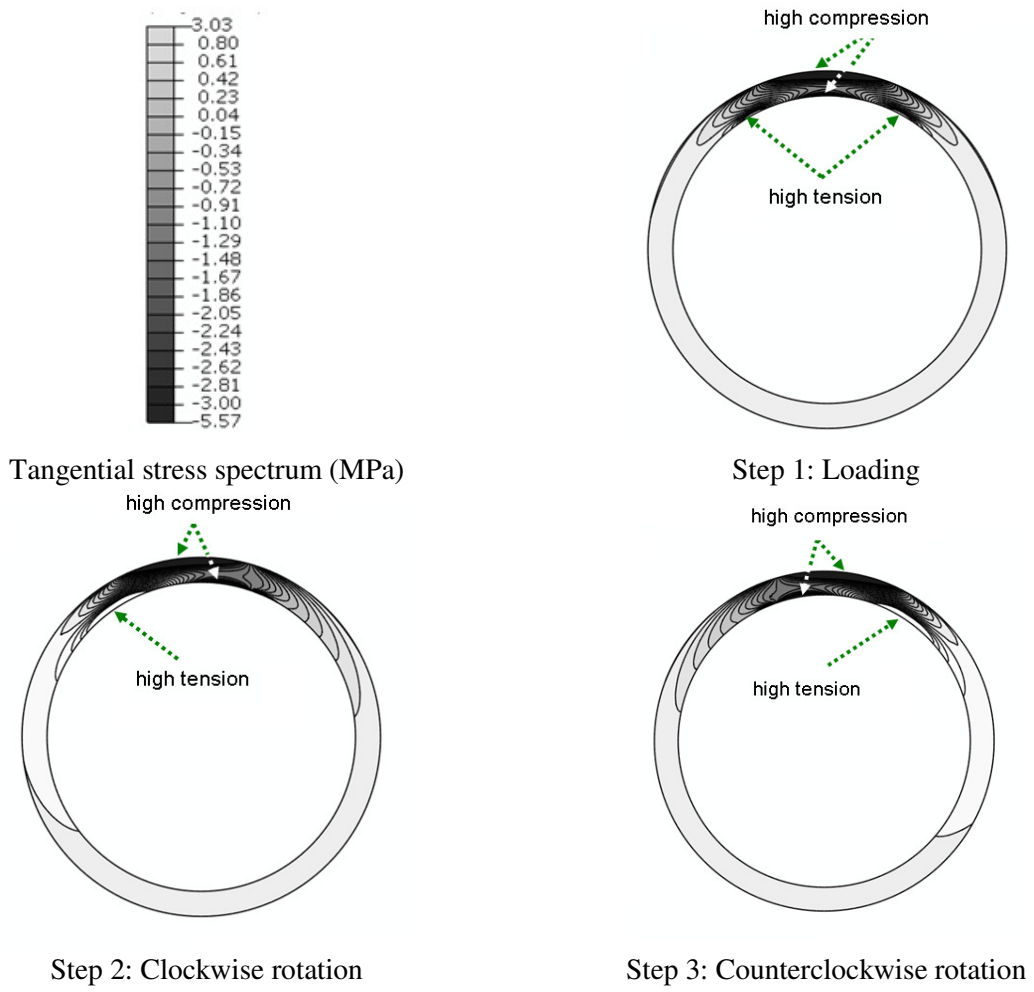 3.03
0.80
0.61
0.42
0.23
0.04
-0.15
-0.34
-0.53
-0.72
-0.91
-1.10
-1.29
-1.48
-1.67
-1.86
-2.05
-2.24
-2.43
-2.62
-2.81
-3.00
-5.57
Tangential stress spectrum (MPa)
high compression
high tension
Step 1: Loading
high compression
high tension
Step 2: Clockwise rotation
high compression
high tension
Step 3: Counterclockwise rotation